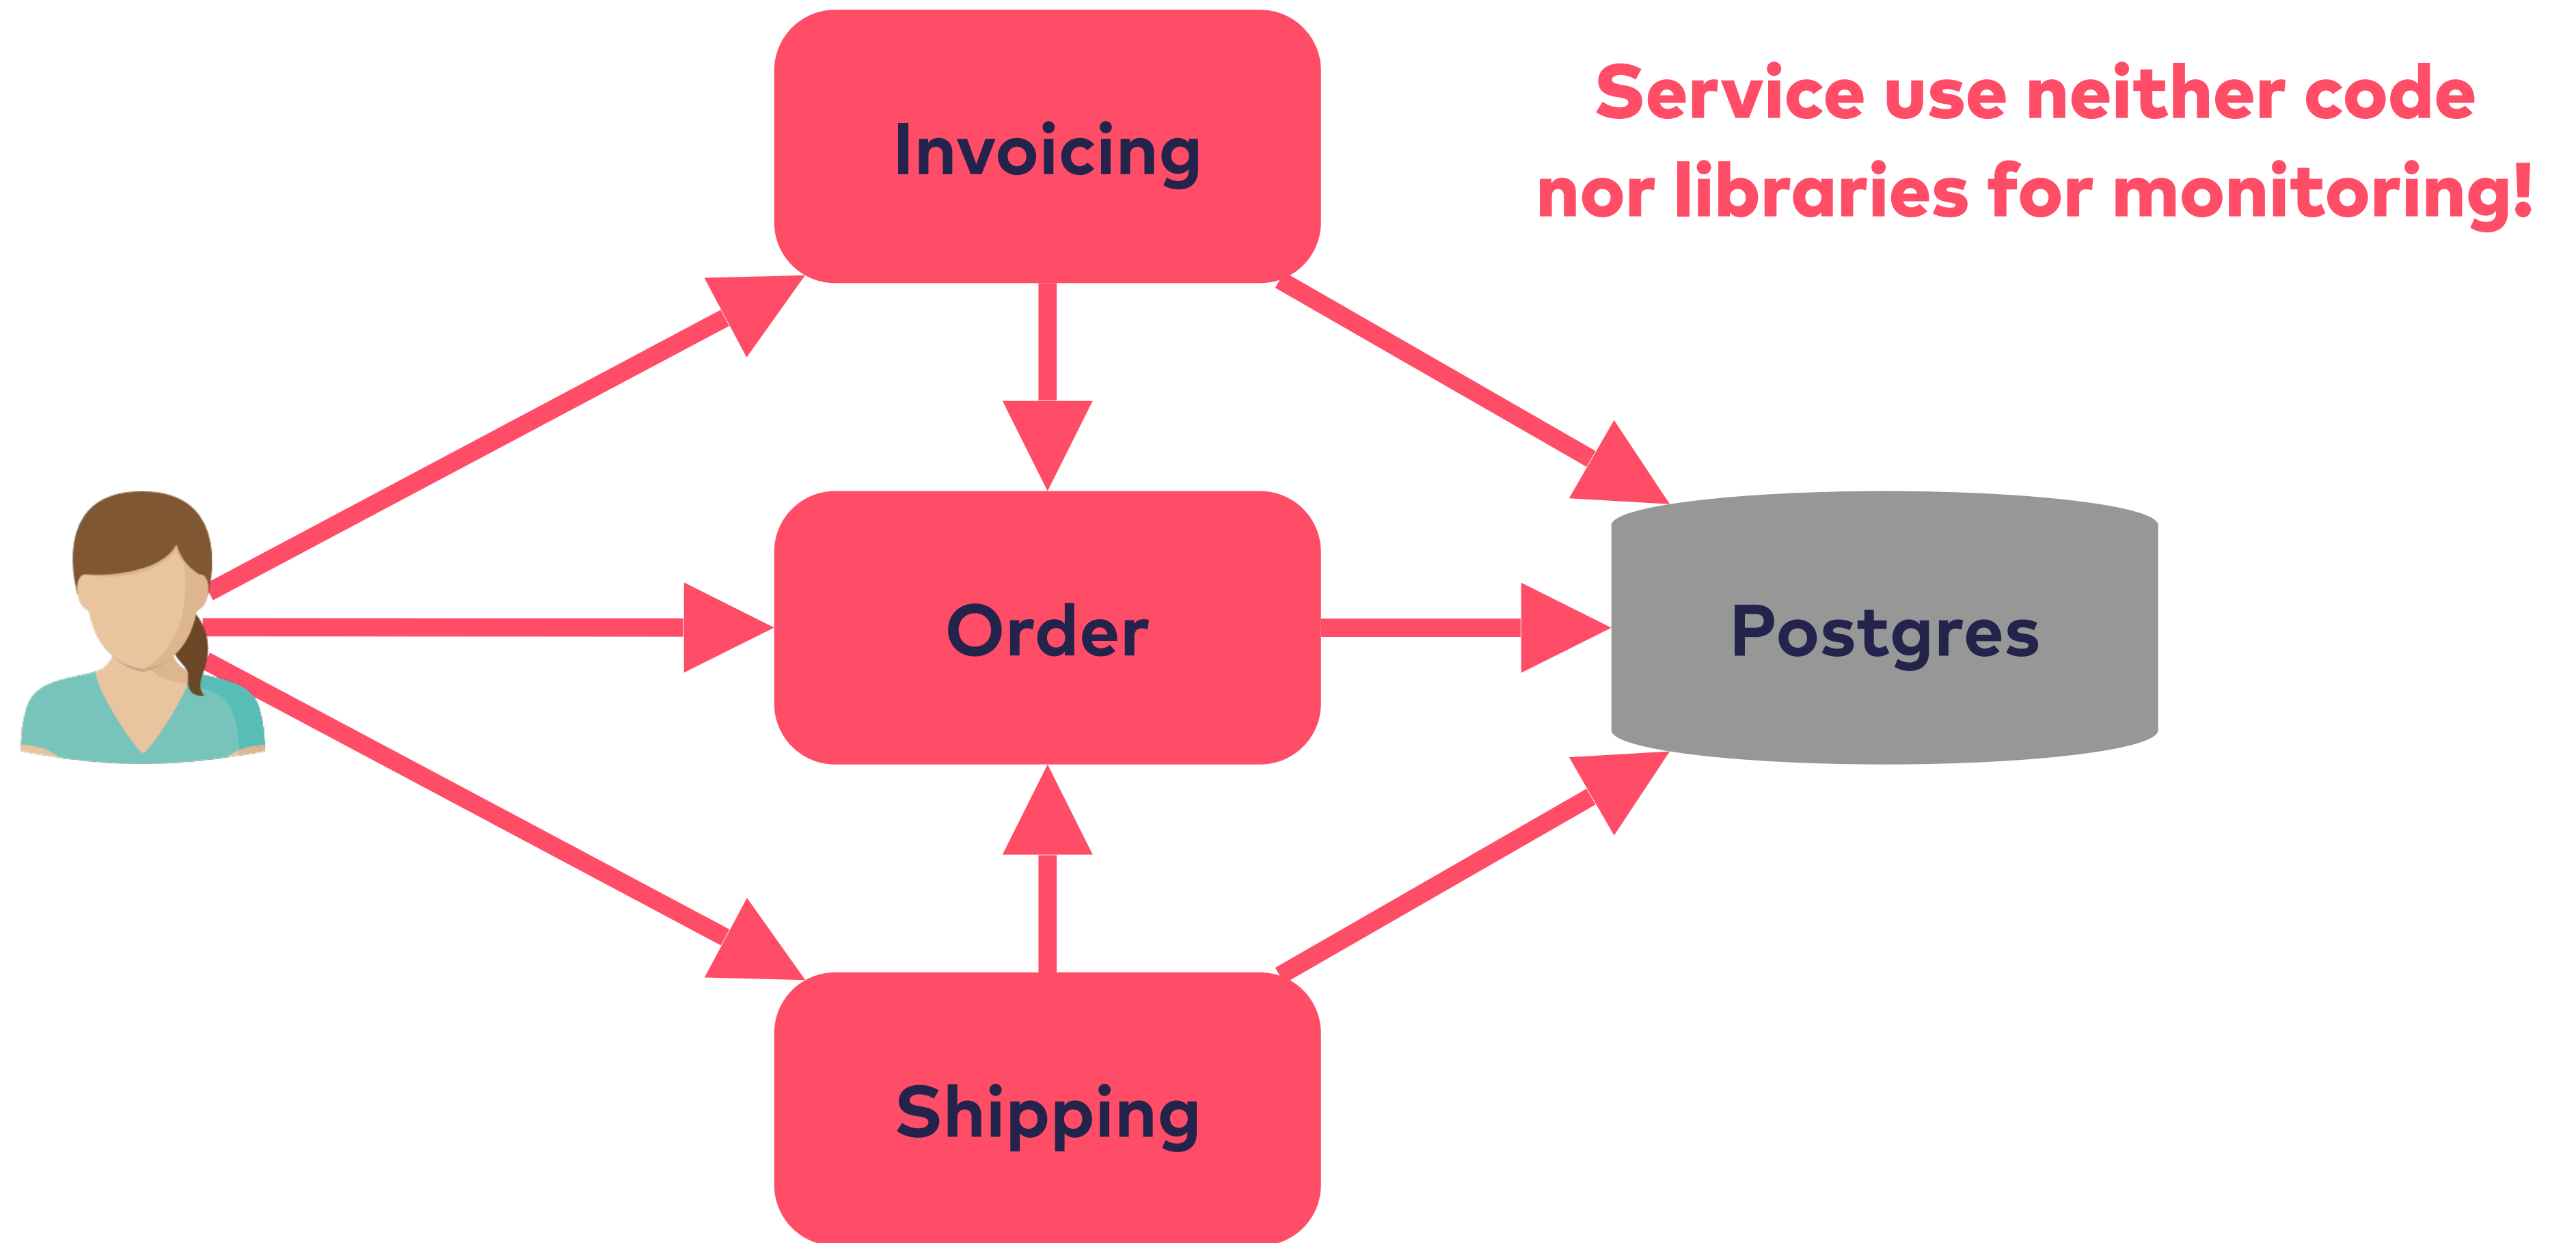 Invoicing
Service use neither code
nor libraries for monitoring!
Order
Postgres
Shipping